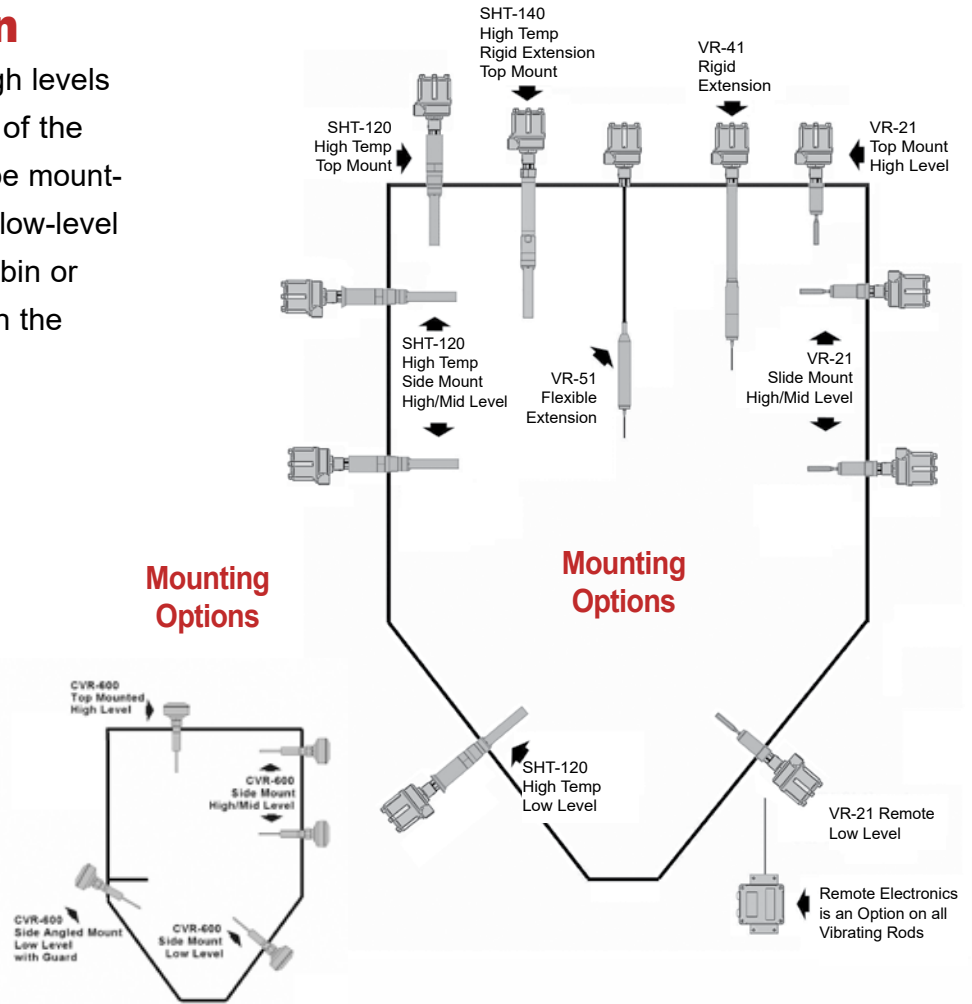 n
gh levels
of the
be mount-
low-level
bin or
n the
SHT-140
High Temp
Rigid Extension
Top Mount
VR-41
Rigid
Extension
SHT-120
High Temp
Top Mount
VR-21
Top Mount
High Level
SHT-120
High Temp
Side Mount
High/Mid Level
VR-51
Flexible
Extension
VR-21
Slide Mount
High/Mid Level
Mounting
Options
Mounting
Options
CVR-600
Top Mounted
High Level
CVR-600
Side Mount
High/Mid Level
CVR-600
Side Angled Mount
Low Level
with Guard
CVR-600
Side Mount
Low Level
SHT-120
High Temp
Low Level
VR-21 Remote
Low Level
Remote Electronics
is an Option on all
Vibrating Rods